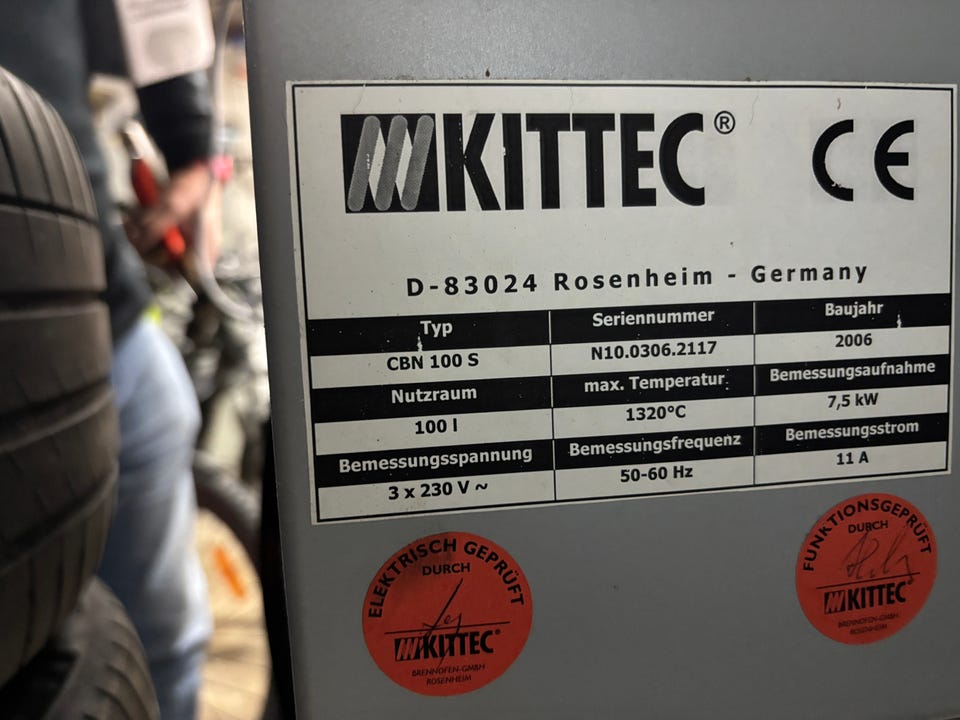 KITTEC®
CE
D-83024 Rosenheim - Germany
Typ Seriennummer Baujahr
CBN 100 S N10.0306.2117 2006
Nutzraum max. Temperatur Bemessungsaufnahme
100 l 1320°C 7,5 kW
Bemessungsspannung Bemessungsfrequenz Bemessungsstrom
3 x 230 V ~ 50-60 Hz 11 A
ELEKTRISCH GEPRÜFT
DURCH
KITTEC®
BRENNOFEN-GMBH
ROSENHEIM
FUNKTIONSGEPRÜFT
DURCH
KITTEC®
BRENNOFEN-GMBH
ROSENHEIM